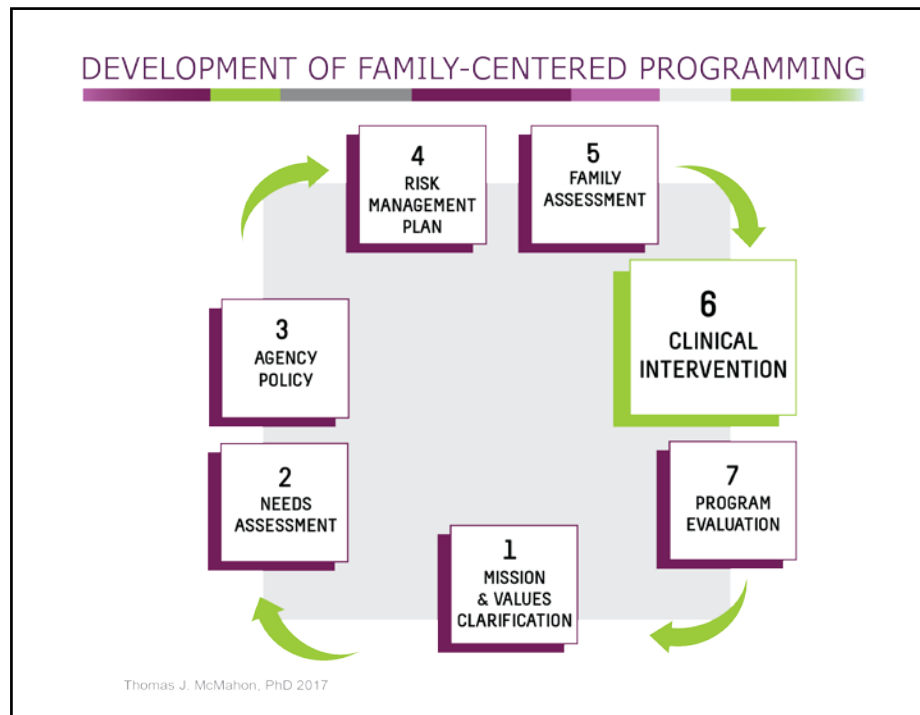 DEVELOPMENT OF FAMILY-CENTERED PROGRAMMING
4
RISK
MANAGEMENT
PLAN
5
FAMILY
ASSESSMENT
3
AGENCY
POLICY
6
CLINICAL
INTERVENTION
2
NEEDS
ASSESSMENT
7
PROGRAM
EVALUATION
1
MISSION
& VALUES
CLARIFICATION
Thomas J. McMahon, PhD 2017